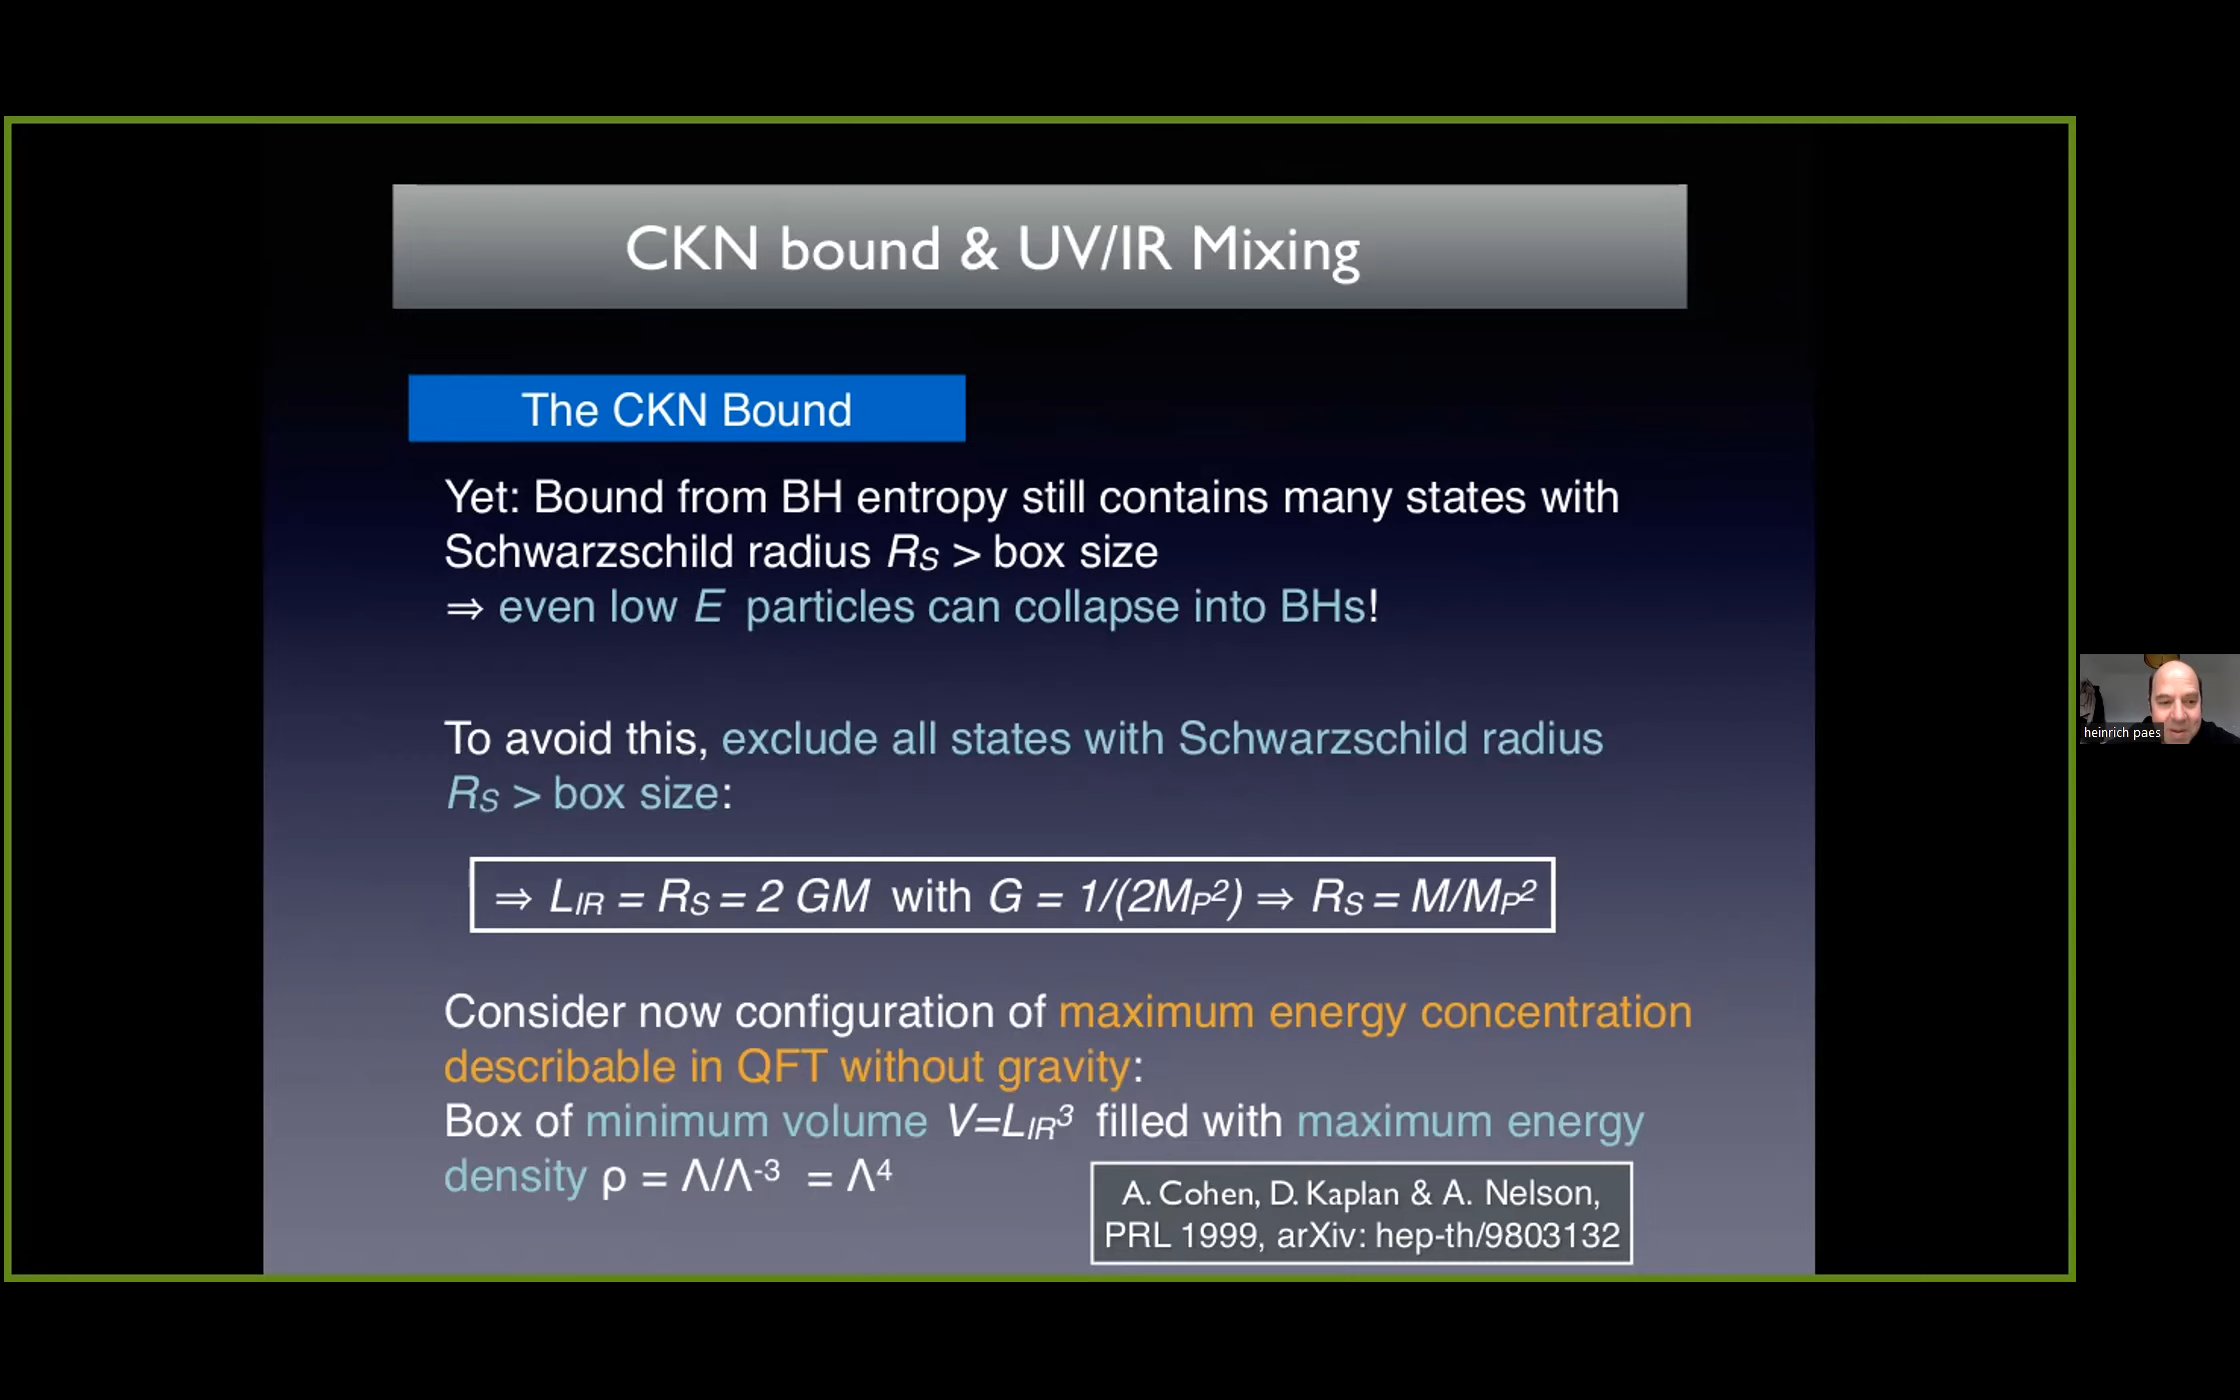 CKN bound & UV/IR Mixing
The CKN Bound
Yet: Bound from BH entropy still contains many states with
Schwarzschild radius R_S > box size
⇒ even low E particles can collapse into BHs!
To avoid this, exclude all states with Schwarzschild radius
R_S > box size:
⇒ L_IR = R_S = 2 GM with G = 1/(2M_P²) ⇒ R_S = M/M_P²
Consider now configuration of maximum energy concentration
describable in QFT without gravity:
Box of minimum volume V=L_IR³ filled with maximum energy
density ρ = Λ/Λ⁻³ = Λ⁴
A. Cohen, D. Kaplan & A. Nelson,
PRL 1999, arXiv: hep-th/9803132
heinrich paes